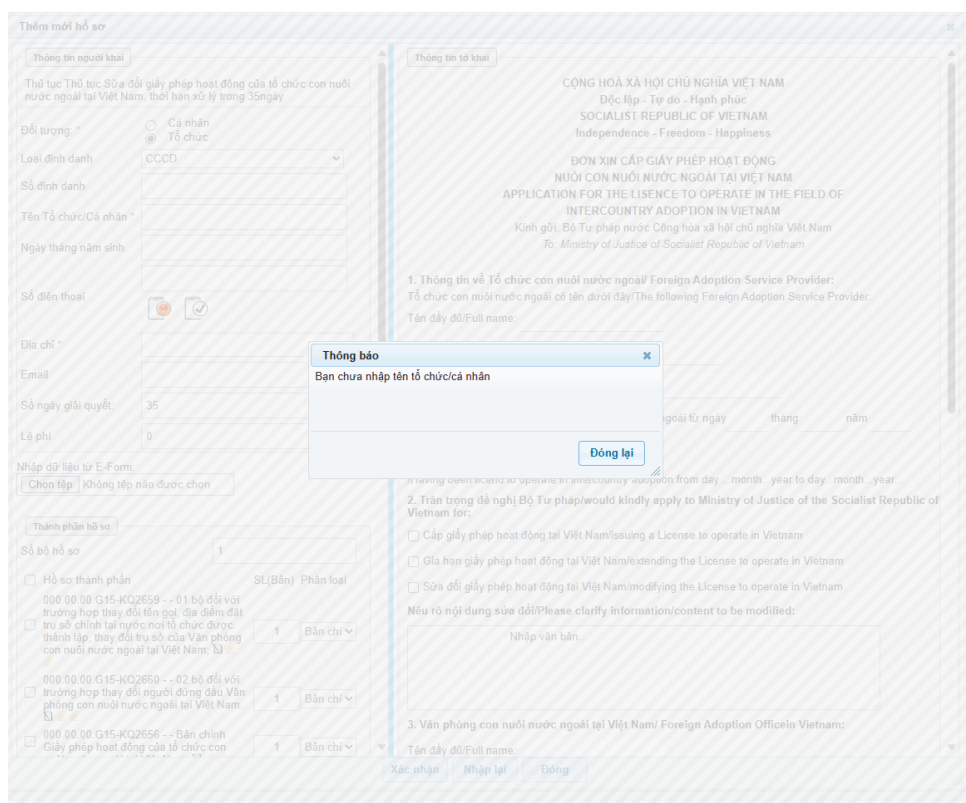 Thêm mới hồ sơ
Thông tin người khai
Thủ tục Thủ tục Sửa đổi giấy phép hoạt động của tổ chức con nuôi
nước ngoài tại Việt Nam, thời hạn xử lý trong 35ngày.
Đối tượng: *
Cá nhân
Tổ chức
Loại định danh
CCCD
Số định danh
Tên Tổ chức/Cá nhân *
Ngày tháng năm sinh
Số điện thoại
Địa chỉ *
Email
Số ngày giải quyết:
35
Lệ phí
0
Nhập dữ liệu từ E-Form:
Chọn tệp Không tệp nào được chọn
Thành phần hồ sơ
Số bộ hồ sơ
1
Hồ sơ thành phần SL(Bản) Phân loại
000.00.00.G15-KQ2659 - - 01 bộ đối với
trường hợp thay đổi tên gọi, địa điểm đặt
trụ sở chính tại nước nơi tổ chức được
thành lập, thay đổi trụ sở của Văn phòng
con nuôi nước ngoài tại Việt Nam;
1 Bản chí
000.00.00.G15-KQ2660 - - 02 bộ đối với
trường hợp thay đổi người đứng đầu Văn
phòng con nuôi nước ngoài tại Việt Nam.
1 Bản chí
000.00.00.G15-KQ2656 - - Bản chính
Giấy phép hoạt động của tổ chức con
1 Bản chí
Thông tin tờ khai
CỘNG HOÀ XÃ HỘI CHỦ NGHĨA VIỆT NAM
Độc lập - Tự do - Hạnh phúc
SOCIALIST REPUBLIC OF VIETNAM
Independence - Freedom - Happiness
ĐƠN XIN CẤP GIẤY PHÉP HOẠT ĐỘNG
NUÔI CON NUÔI NƯỚC NGOÀI TẠI VIỆT NAM
APPLICATION FOR THE LISENCE TO OPERATE IN THE FIELD OF
INTERCOUNTRY ADOPTION IN VIETNAM
Kính gửi: Bộ Tư pháp nước Cộng hòa xã hội chủ nghĩa Việt Nam
To: Ministry of Justice of Socialist Republic of Vietnam
1. Thông tin về Tổ chức con nuôi nước ngoài/ Foreign Adoption Service Provider:
Tổ chức con nuôi nước ngoài có tên dưới đây/The following Foreign Adoption Service Provider:
Tên đầy đủ/Full name:
Thông báo
Bạn chưa nhập tên tổ chức/cá nhân
Đóng lại
ngoài từ ngày tháng năm
having been licend to operate in intercountry adoption from day ...month...year to day...month...year...
2. Trân trọng đề nghị Bộ Tư pháp/would kindly apply to Ministry of Justice of the Socialist Republic of
Vietnam for:
Cấp giấy phép hoạt động tại Việt Nam/issuing a License to operate in Vietnam
Gia hạn giấy phép hoạt động tại Việt Nam/extending the License to operate in Vietnam
Sửa đổi giấy phép hoạt động tại Việt Nam/modifying the License to operate in Vietnam
Nêu rõ nội dung sửa đổi/Please clarify information/content to be modified:
Nhập văn bản...
3. Văn phòng con nuôi nước ngoài tại Việt Nam/ Foreign Adoption Officein Vietnam:
Tên đầy đủ/Full name:
Xác nhận Nhập lại Đóng